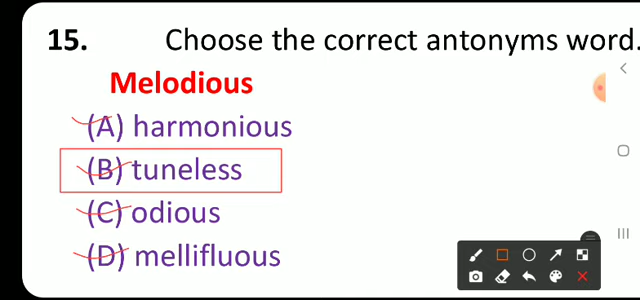 15. Choose the correct antonyms word.
Melodious
(A) harmonious
(B) tuneless
(C) odious
(D) mellifluous